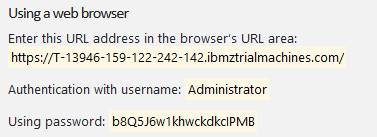 Using a web browser
Enter this URL address in the browser's URL area:
https://T-13946-159-122-242-142.ibmztrialmachines.com/
Authentication with username: Administrator
Using password: b8Q5J6w1khwckdkcIPMB